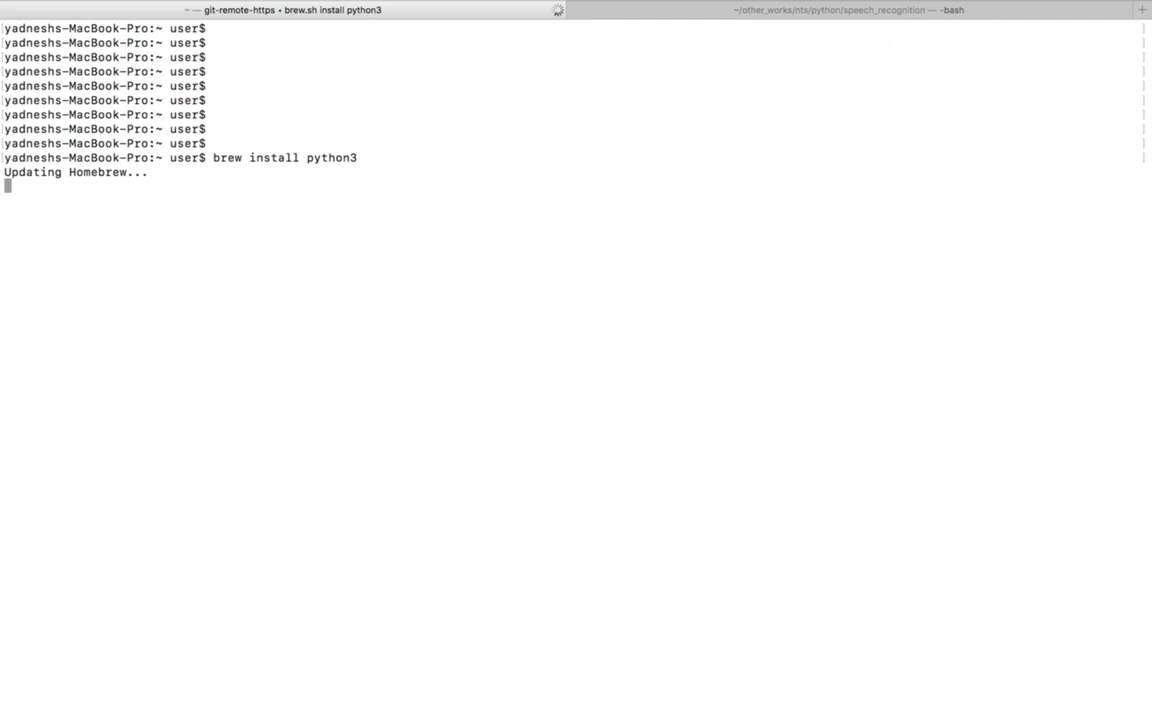 ~ — git-remote-https • brew.sh install python3
~/other_works/nts/python/speech_recognition — -bash
yadneshs-MacBook-Pro:~ user$
yadneshs-MacBook-Pro:~ user$
yadneshs-MacBook-Pro:~ user$
yadneshs-MacBook-Pro:~ user$
yadneshs-MacBook-Pro:~ user$
yadneshs-MacBook-Pro:~ user$
yadneshs-MacBook-Pro:~ user$
yadneshs-MacBook-Pro:~ user$
yadneshs-MacBook-Pro:~ user$
yadneshs-MacBook-Pro:~ user$ brew install python3
Updating Homebrew...